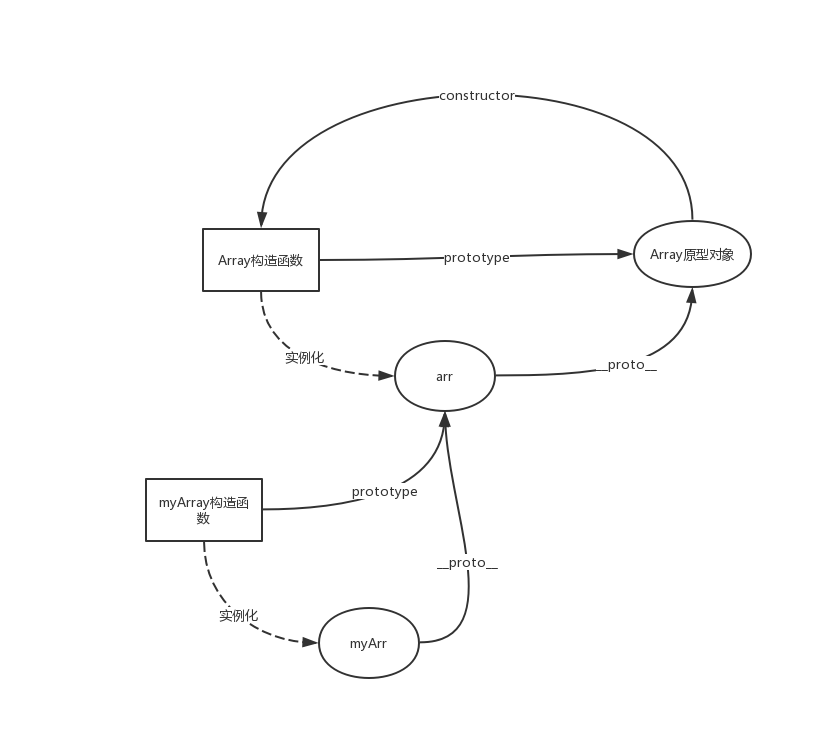 constructor
Array构造函数
prototype
Array原型对象
实例化
arr
__proto__
prototype
myArray构造函
数
__proto__
实例化
myArr